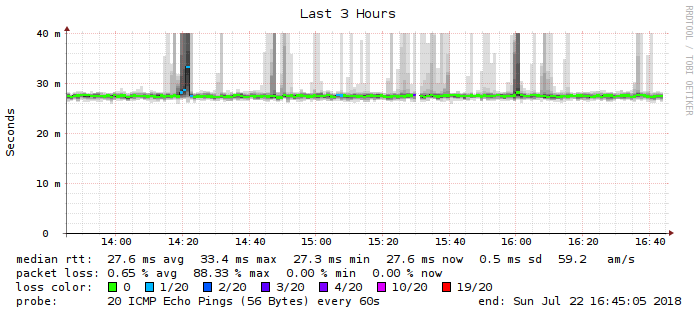 Last 3 Hours
RRDTOOL / TOBI OETIKER
Seconds
40 m
30 m
20 m
10 m
0
14:00 14:20 14:40 15:00 15:20 15:40 16:00 16:20 16:40
median rtt: 27.6 ms avg 33.4 ms max 27.3 ms min 27.6 ms now 0.5 ms sd 59.2 am/s
packet loss: 0.65 % avg 88.33 % max 0.00 % min 0.00 % now
loss color: 0 1/20 2/20 3/20 4/20 10/20 19/20
probe: 20 ICMP Echo Pings (56 Bytes) every 60s end: Sun Jul 22 16:45:05 2018